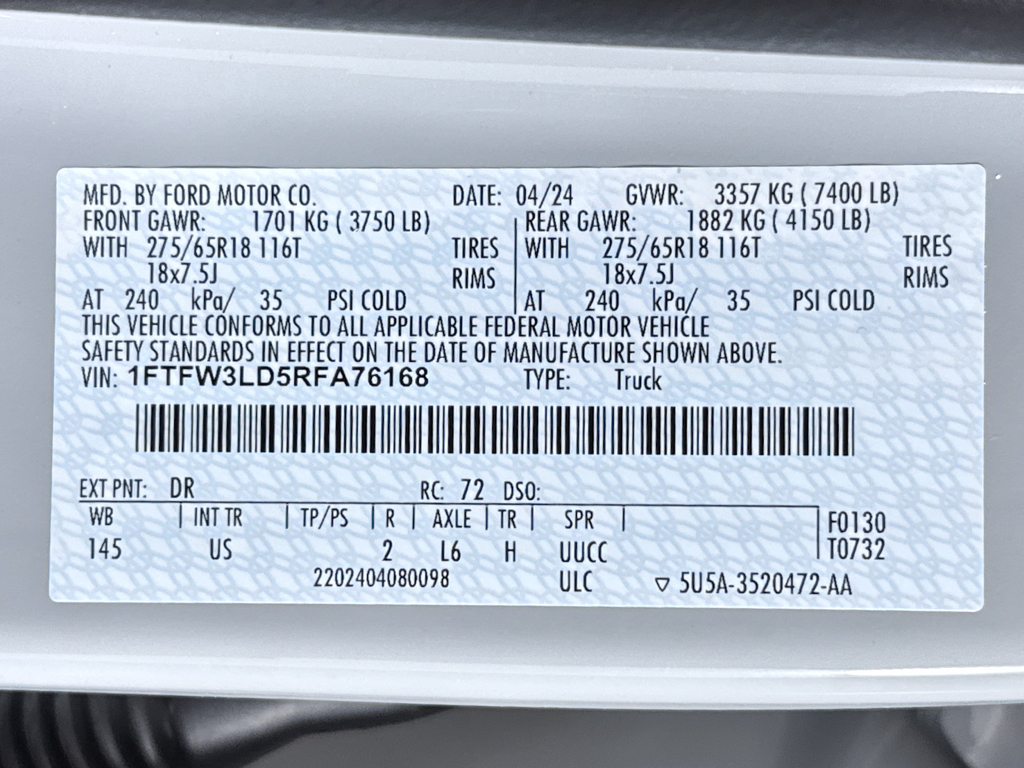 MFD. BY FORD MOTOR CO. DATE: 04/24 GVWR: 3357 KG ( 7400 LB)
FRONT GAWR: 1701 KG ( 3750 LB) REAR GAWR: 1882 KG ( 4150 LB)
WITH 275/65R18 116T TIRES WITH 275/65R18 116T TIRES
18x7.5J RIMS 18x7.5J RIMS
AT 240 kPa/ 35 PSI COLD AT 240 kPa/ 35 PSI COLD
THIS VEHICLE CONFORMS TO ALL APPLICABLE FEDERAL MOTOR VEHICLE
SAFETY STANDARDS IN EFFECT ON THE DATE OF MANUFACTURE SHOWN ABOVE.
VIN: 1FTFW3LD5RFA76168 TYPE: Truck
EXT PNT: DR RC: 72 DSO:
WB INT TR TP/PS R AXLE TR SPR F0130
145 US 2 L6 H UUCC T0732
2202404080098 ULC ▽ 5U5A-3520472-AA